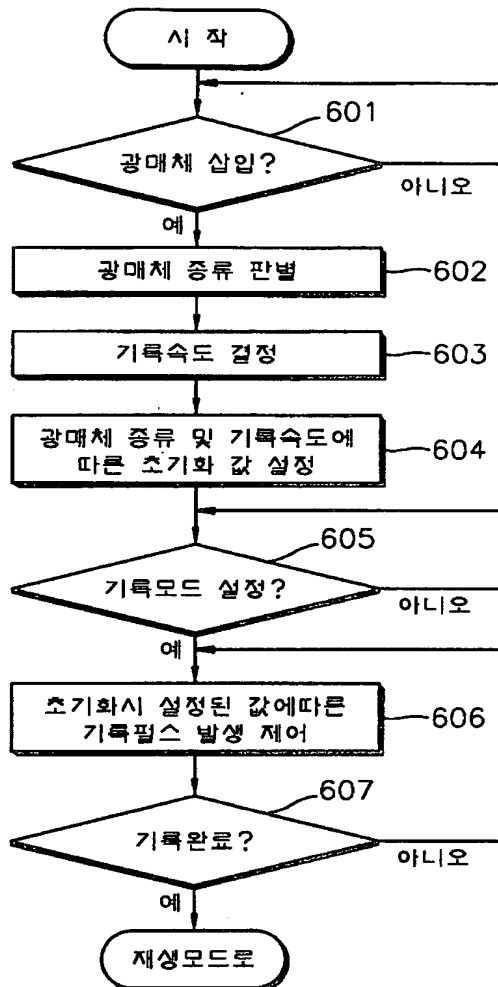 시 작
601
광매체 삽입?
아니오
예
광매체 종류 판별
602
기록속도 결정
603
광매체 종류 및 기록속도에
따른 초기화 값 설정
604
605
기록모드 설정?
아니오
예
초기화시 설정된 값에따른
기록펄스 발생 제어
606
607
기록완료?
아니오
예
재생모드로